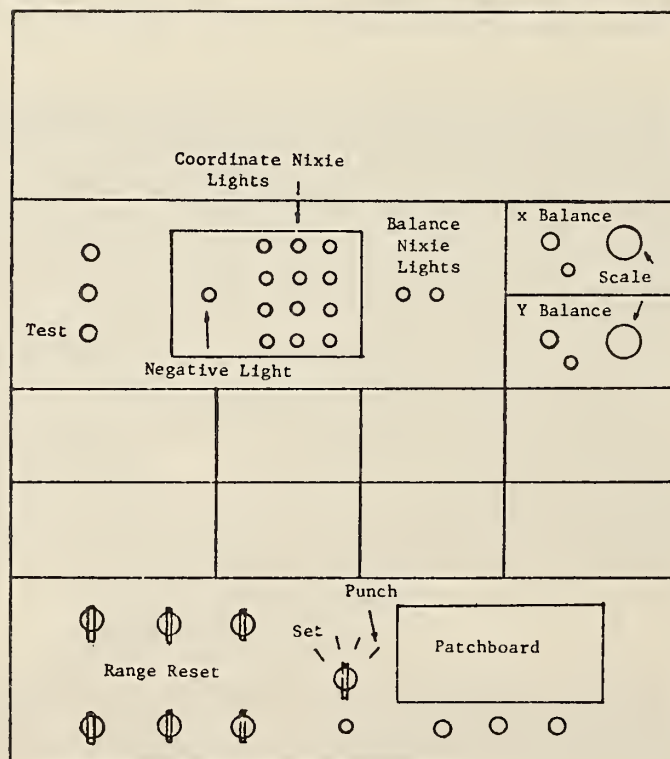 Coordinate Nixie
Lights
Balance
Nixie
Lights
x Balance
Scale
Y Balance
Test
Negative Light
Punch
Set
Range Reset
Patchboard